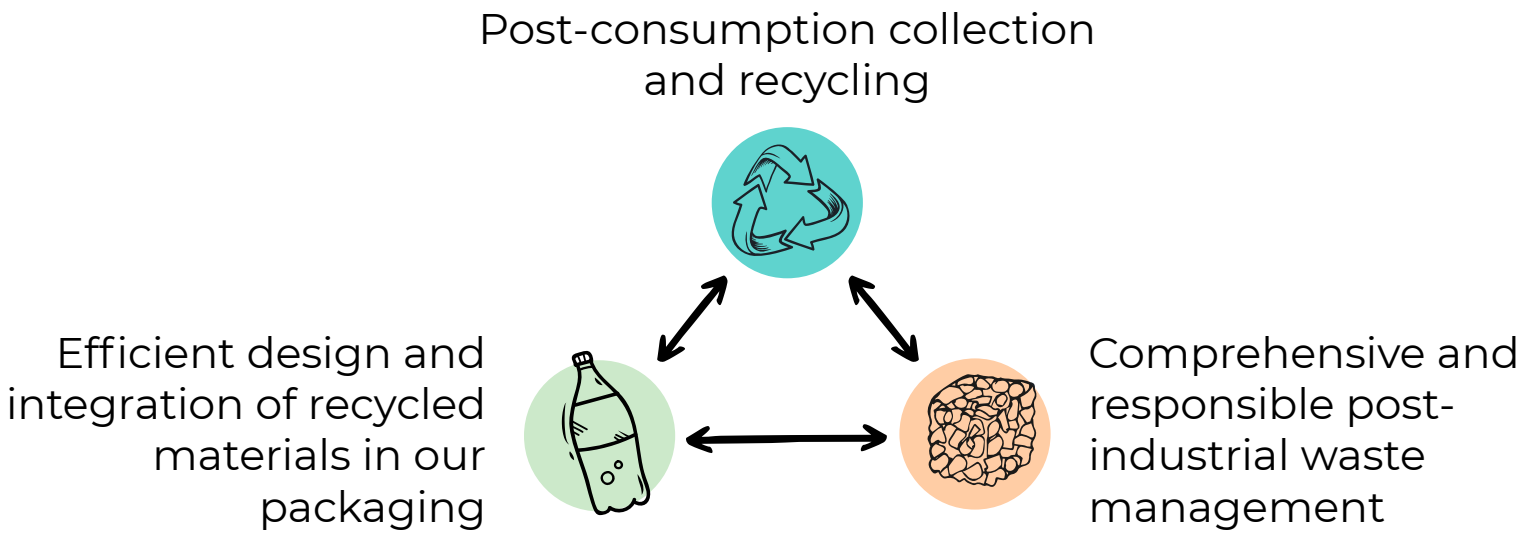 Post-consumption collection
and recycling
Efficient design and
integration of recycled
materials in our
packaging
Comprehensive and
responsible post-
industrial waste
management